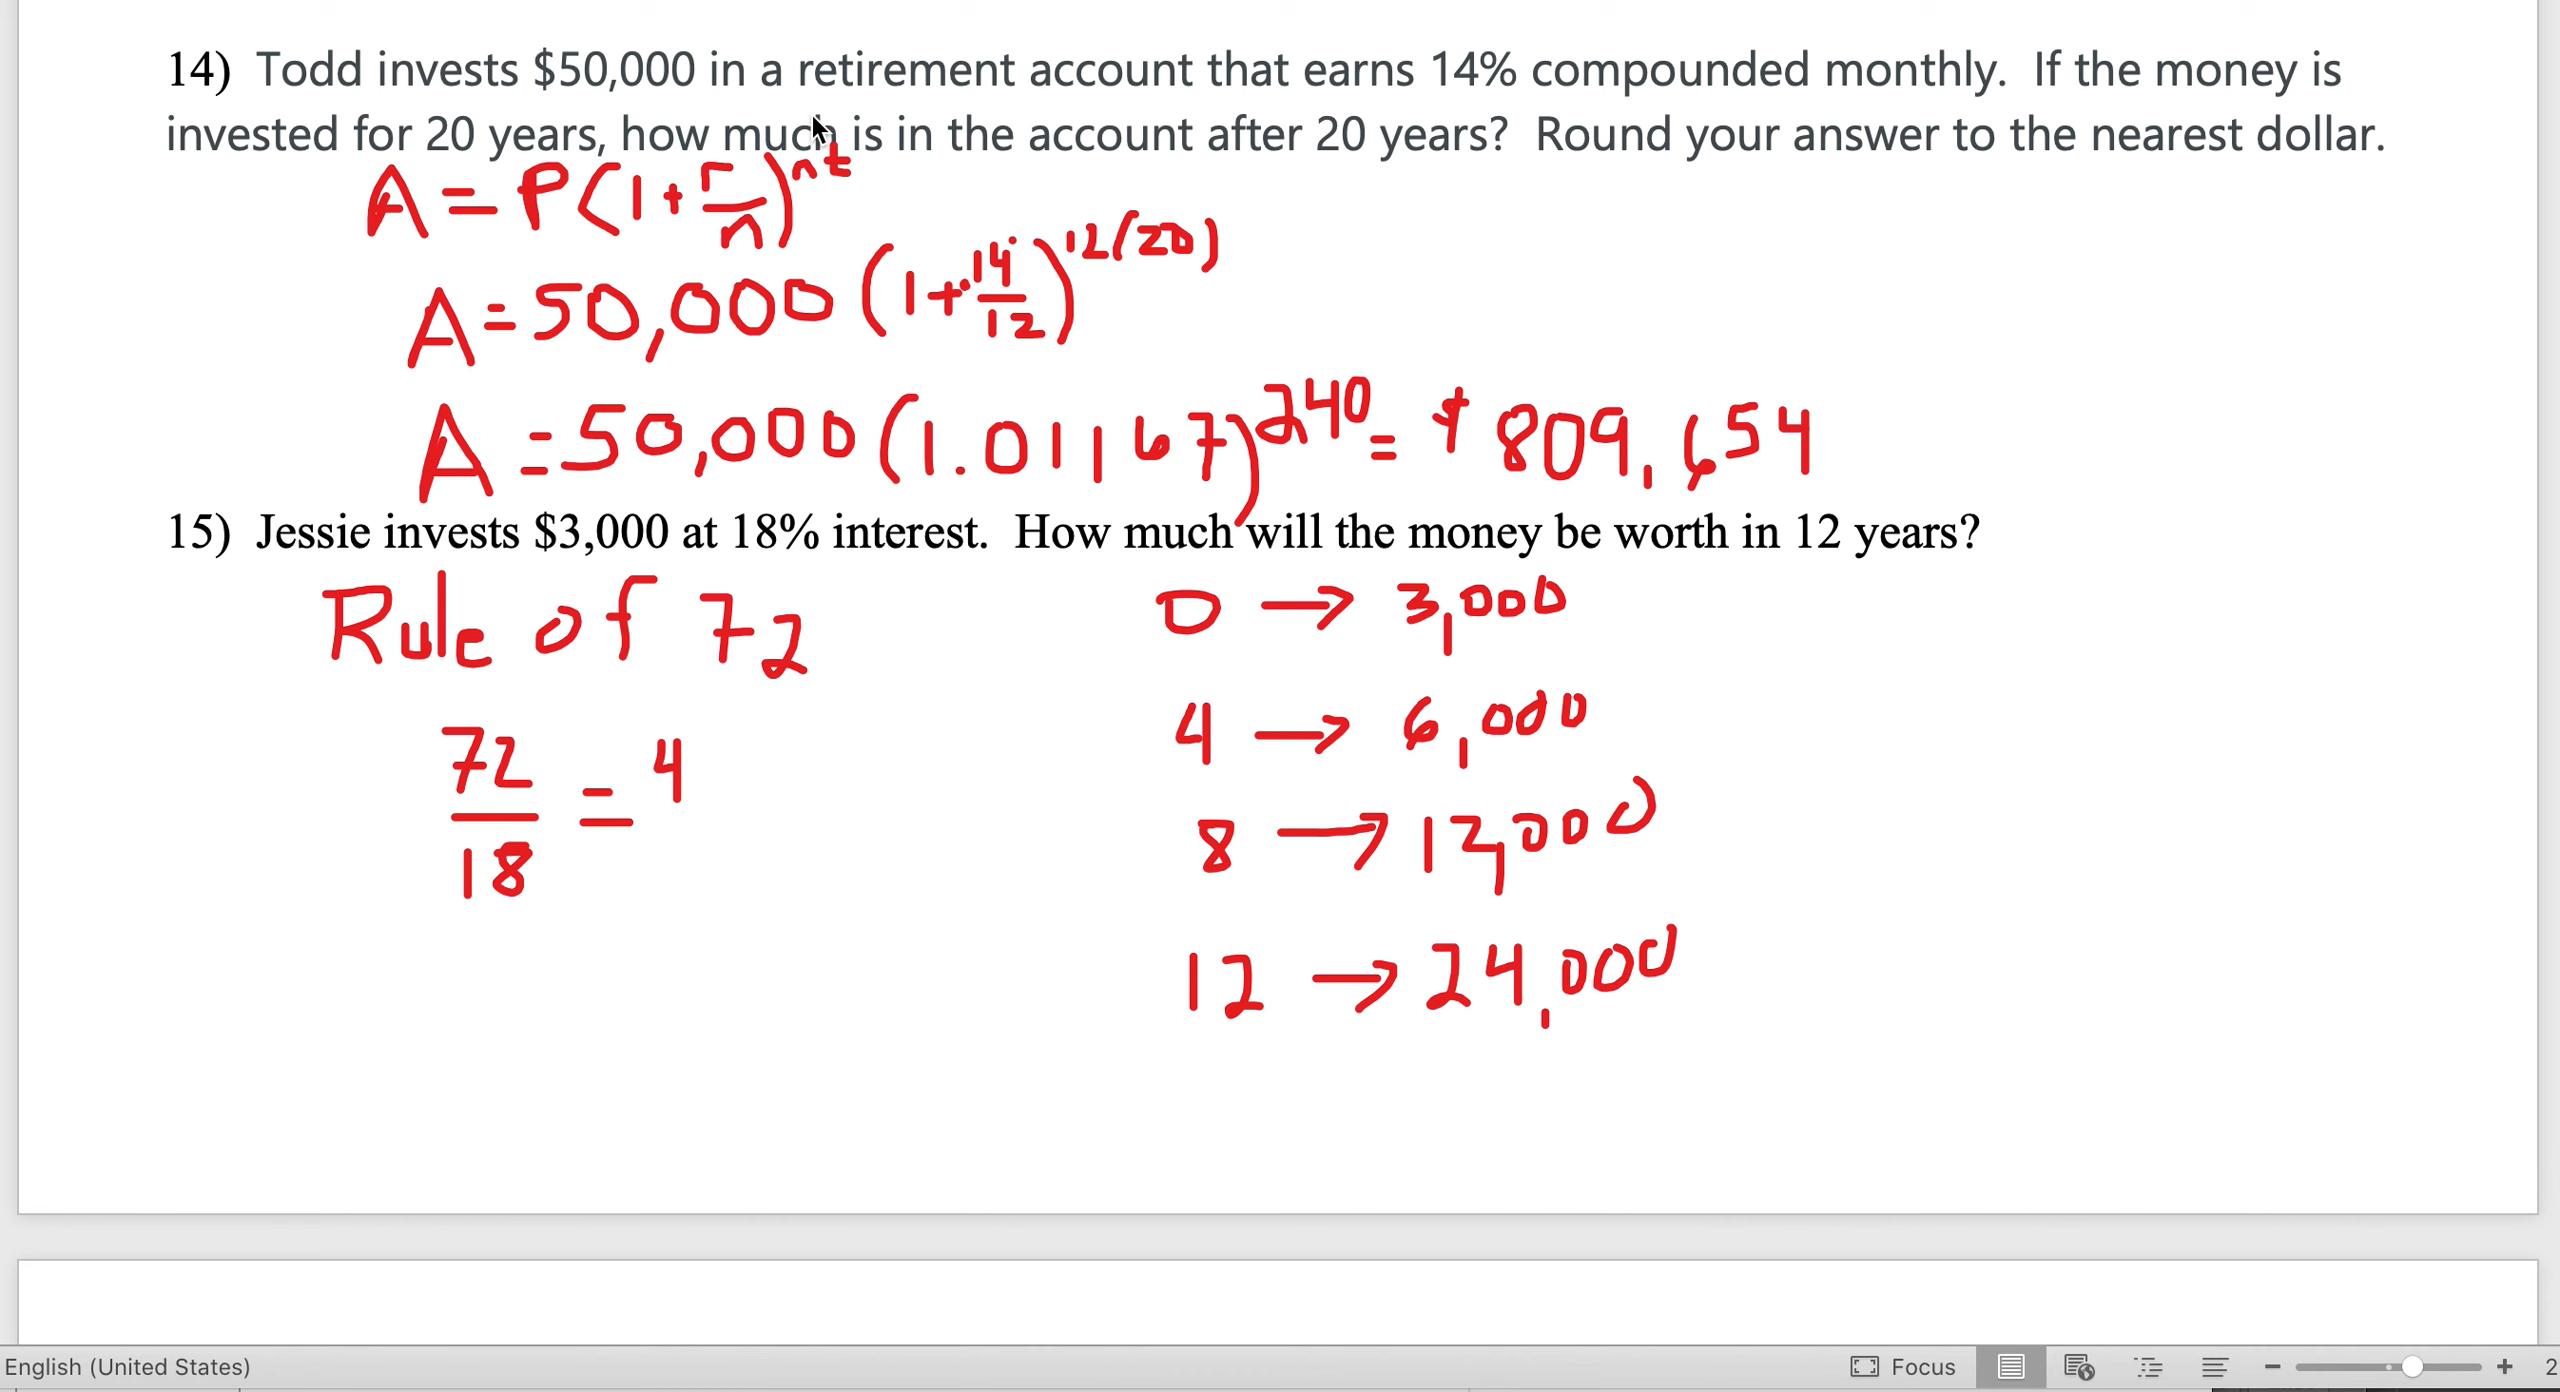 14) Todd invests $50,000 in a retirement account that earns 14% compounded monthly. If the money is
invested for 20 years, how much is in the account after 20 years? Round your answer to the nearest dollar.
A = P(1 + r/n)^nt
A = 50,000 (1 + .14/12)^12(20)
A = 50,000 (1.01167)^240 = $809,654
15) Jessie invests $3,000 at 18% interest. How much will the money be worth in 12 years?
Rule of 72
72/18 = 4
0 → 3,000
4 → 6,000
8 → 12,000
12 → 24,000
English (United States)
Focus
2